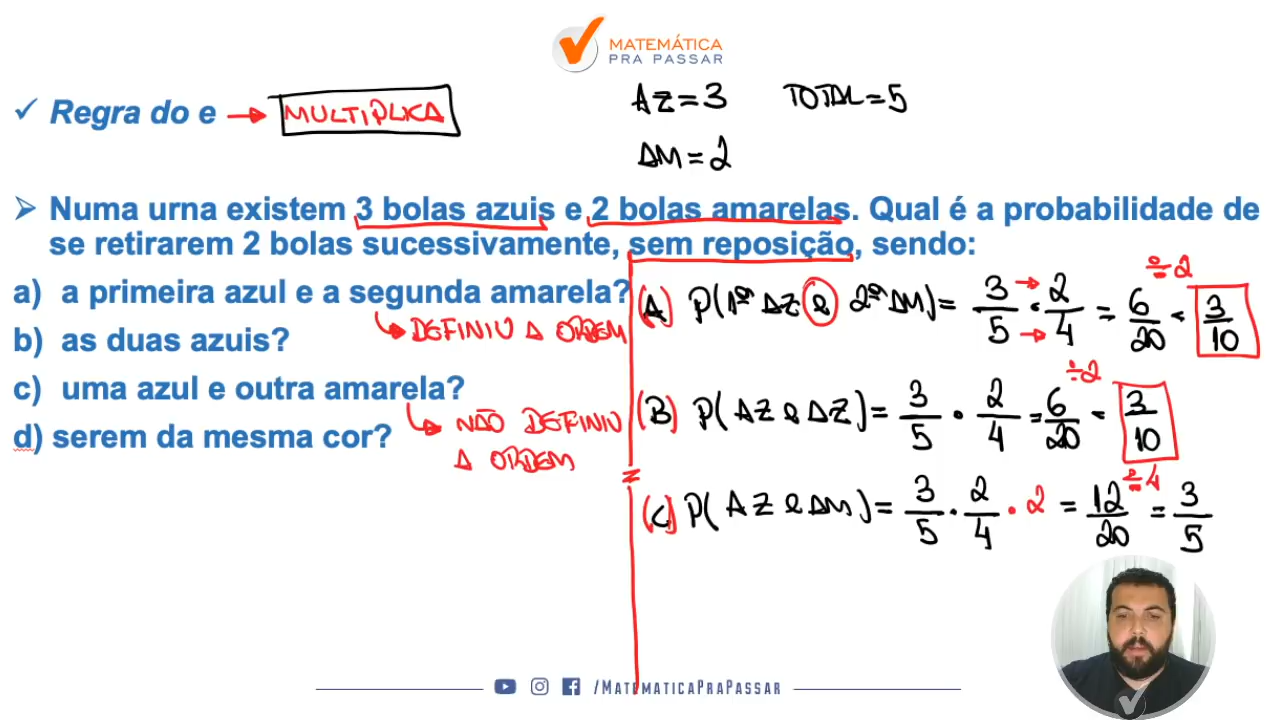 MATEMÁTICA
PRA PASSAR
✓ Regra do e → MULTIPLICA
AZ = 3 TOTAL = 5
AM = 2
➢ Numa urna existem 3 bolas azuis e 2 bolas amarelas. Qual é a probabilidade de
se retirarem 2 bolas sucessivamente, sem reposição, sendo:
a) a primeira azul e a segunda amarela?
↳ DEFINIU A ORDEM
b) as duas azuis?
c) uma azul e outra amarela?
↳ NÃO DEFINIU
A ORDEM
d) serem da mesma cor?
(A) P(1ª AZ e 2ª AM) = 3/5 · 2/4 = 6/20 = 3/10
÷2
(B) P(AZ e AZ) = 3/5 · 2/4 = 6/20 = 3/10
÷2
(C) P(AZ e AM) = 3/5 · 2/4 · 2 = 12/20 = 3/5
÷4
/MatematicaPraPassar